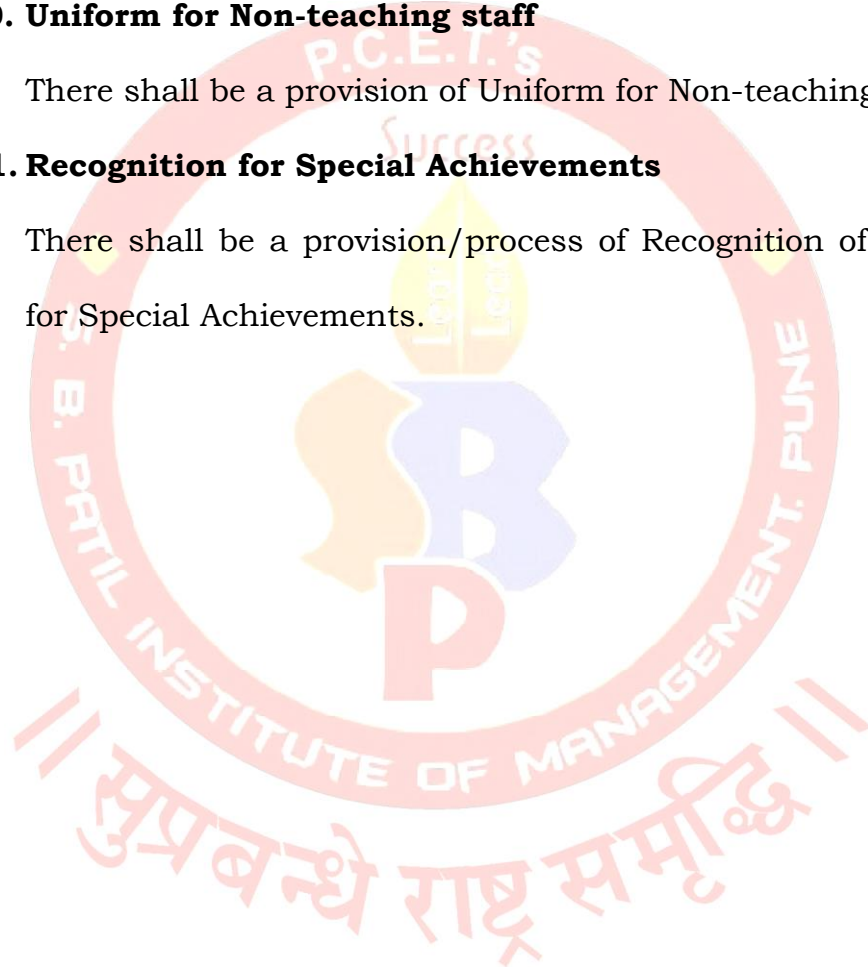 . Uniform for Non-teaching staff
There shall be a provision of Uniform for Non-teaching
. Recognition for Special Achievements
There shall be a provision/process of Recognition of
for Special Achievements.
P.C.E.T.'s
Success
Lead Lead
S. B. PATIL INSTITUTE OF MANAGEMENT. PUNE
SBP
॥ सुप्रबन्धे राष्ट्र समृद्धि ॥